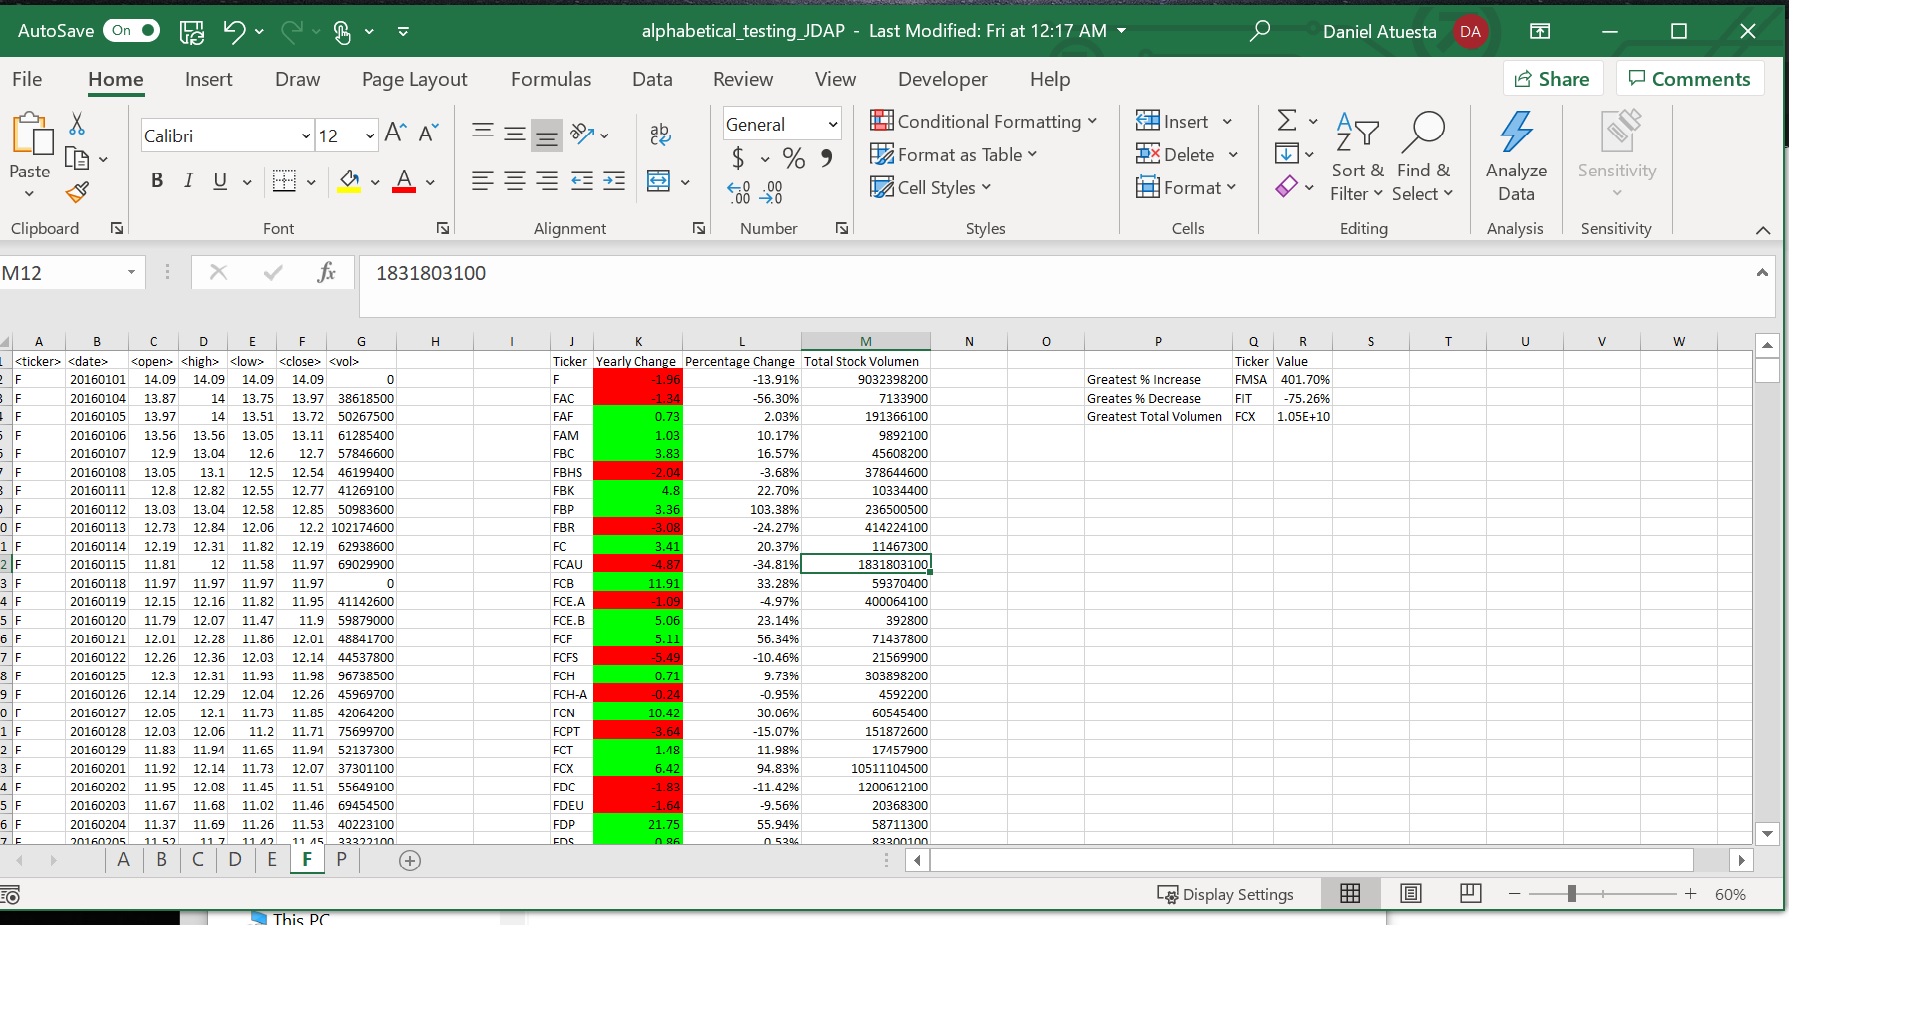 AutoSave On alphabetical_testing_JDAP - Last Modified: Fri at 12:17 AM Daniel Atuesta DA
File Home Insert Draw Page Layout Formulas Data Review View Developer Help Share Comments
Calibri 12 General Conditional Formatting Insert
Paste Format as Table Delete Sort & Find & Analyze Sensitivity
B I U Cell Styles Format Filter Select Data
Clipboard Font Alignment Number Styles Cells Editing Analysis Sensitivity
M12 fx 1831803100
A B C D E F G H I J K L M N O P Q R S T U V W
<ticker> <date> <open> <high> <low> <close> <vol> Ticker Yearly Change Percentage Change Total Stock Volumen Ticker Value
F 20160101 14.09 14.09 14.09 14.09 0 F -1.96 -13.91% 9032398200 Greatest % Increase FMSA 401.70%
F 20160104 13.87 14 13.75 13.97 38618500 FAC -1.34 -56.30% 7133900 Greates % Decrease FIT -75.26%
F 20160105 13.97 14 13.51 13.72 50267500 FAF 0.73 2.03% 191366100 Greatest Total Volumen FCX 1.05E+10
F 20160106 13.56 13.56 13.05 13.11 61285400 FAM 1.03 10.17% 9892100
F 20160107 12.9 13.04 12.6 12.7 57846600 FBC 3.83 16.57% 45608200
F 20160108 13.05 13.1 12.5 12.54 46199400 FBHS -2.04 -3.68% 378644600
F 20160111 12.8 12.82 12.55 12.77 41269100 FBK 4.8 22.70% 10334400
F 20160112 13.03 13.04 12.58 12.85 50983600 FBP 3.36 103.38% 236500500
F 20160113 12.73 12.84 12.06 12.2 102174600 FBR -3.08 -24.27% 414224100
F 20160114 12.19 12.31 11.82 12.19 62938600 FC 3.41 20.37% 11467300
F 20160115 11.81 12 11.58 11.97 69029900 FCAU -4.87 -34.81% 1831803100
F 20160118 11.97 11.97 11.97 11.97 0 FCB 11.91 33.28% 59370400
F 20160119 12.15 12.16 11.82 11.95 41142600 FCE.A -1.09 -4.97% 400064100
F 20160120 11.79 12.07 11.47 11.9 59879000 FCE.B 5.06 23.14% 392800
F 20160121 12.01 12.28 11.86 12.01 48841700 FCF 5.11 56.34% 71437800
F 20160122 12.26 12.36 12.03 12.14 44537800 FCFS -5.49 -10.46% 21569900
F 20160125 12.3 12.31 11.93 11.98 96738500 FCH 0.71 9.73% 303898200
F 20160126 12.14 12.29 12.04 12.26 45969700 FCH-A -0.24 -0.95% 4592200
F 20160127 12.05 12.1 11.73 11.85 42064200 FCN 10.42 30.06% 60545400
F 20160128 12.03 12.06 11.2 11.71 75699700 FCPT -3.64 -15.07% 151872600
F 20160129 11.83 11.94 11.65 11.94 52137300 FCT 1.48 11.98% 17457900
F 20160201 11.92 12.14 11.73 12.07 37301100 FCX 6.42 94.83% 10511104500
F 20160202 11.95 12.08 11.45 11.51 55649100 FDC -1.83 -11.42% 1200612100
F 20160203 11.67 11.68 11.02 11.46 69454500 FDEU -1.64 -9.56% 20368300
F 20160204 11.37 11.69 11.26 11.53 40223100 FDP 21.75 55.94% 58711300
F 20160205 11.52 11.7 11.42 11.45 33322100 FDS 0.86 0.53% 83300100
A B C D E F P
Display Settings 60%
This PC